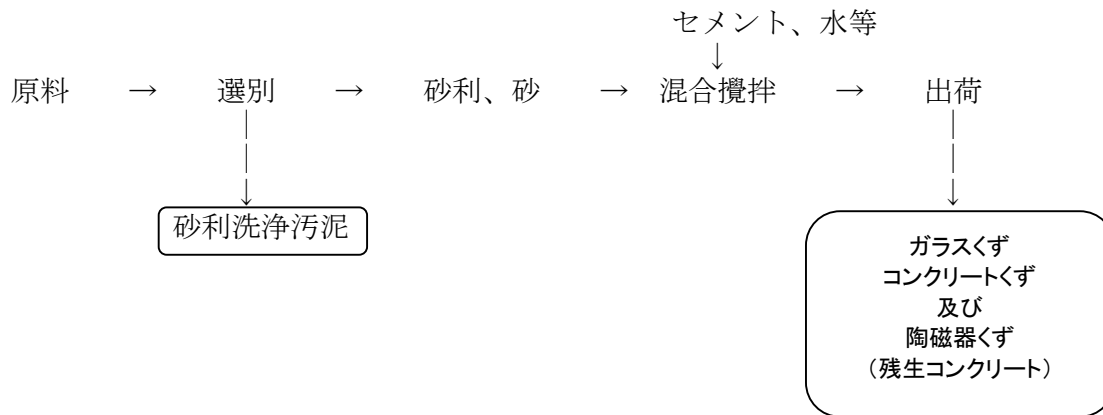 セメント、水等
↓
原料 → 選別 → 砂利、砂 → 混合攪拌 → 出荷
砂利洗浄汚泥
ガラスくず
コンクリートくず
及び
陶磁器くず
(残生コンクリート)